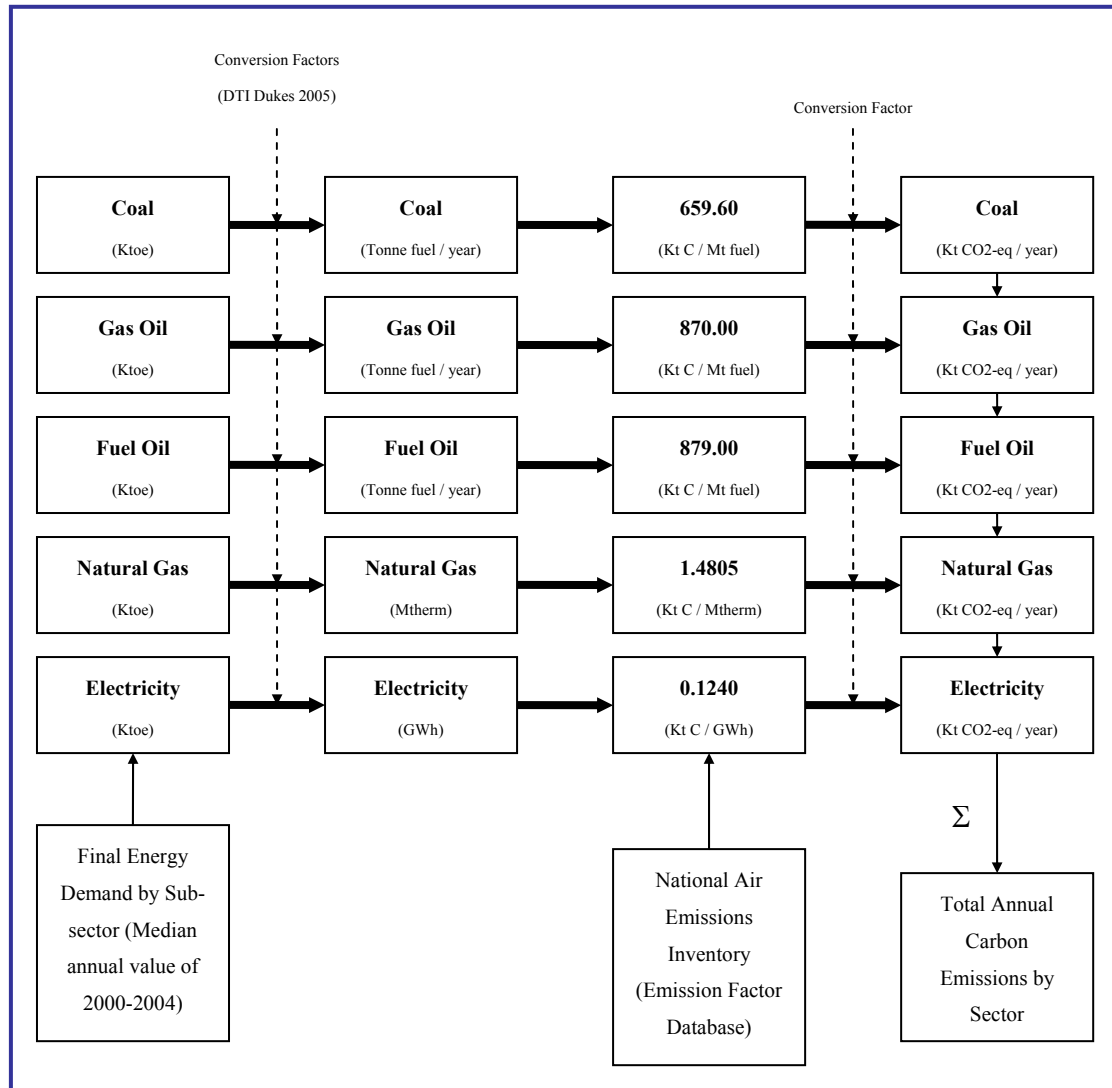 Conversion Factors
(DTI Dukes 2005)
Conversion Factor
Coal
(Ktoe)
Coal
(Tonne fuel / year)
659.60
(Kt C / Mt fuel)
Coal
(Kt CO2-eq / year)
Gas Oil
(Ktoe)
Gas Oil
(Tonne fuel / year)
870.00
(Kt C / Mt fuel)
Gas Oil
(Kt CO2-eq / year)
Fuel Oil
(Ktoe)
Fuel Oil
(Tonne fuel / year)
879.00
(Kt C / Mt fuel)
Fuel Oil
(Kt CO2-eq / year)
Natural Gas
(Ktoe)
Natural Gas
(Mtherm)
1.4805
(Kt C / Mtherm)
Natural Gas
(Kt CO2-eq / year)
Electricity
(Ktoe)
Electricity
(GWh)
0.1240
(Kt C / GWh)
Electricity
(Kt CO2-eq / year)
Final Energy
Demand by Sub-
sector (Median
annual value of
2000-2004)
National Air
Emissions
Inventory
(Emission Factor
Database)
Σ
Total Annual
Carbon
Emissions by
Sector